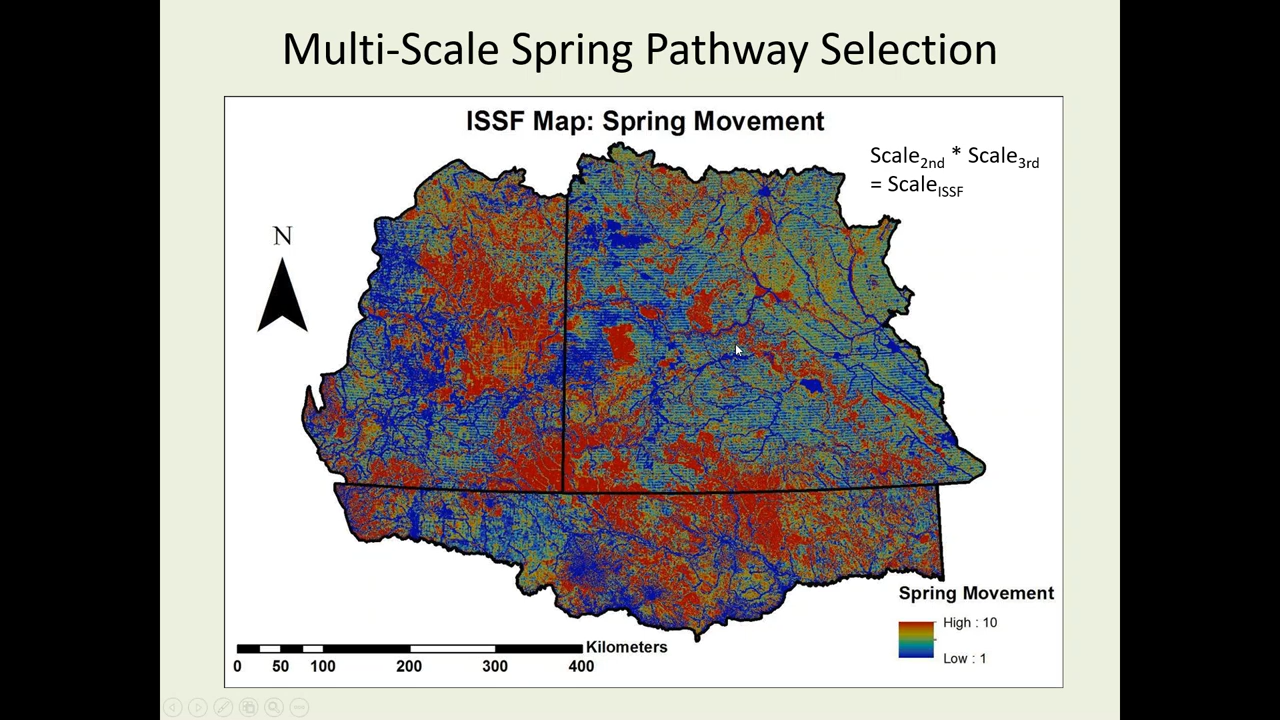 Multi-Scale Spring Pathway Selection
ISSF Map: Spring Movement
Scale2nd * Scale3rd
= ScaleISSF
N
Spring Movement
High : 10
Low : 1
Kilometers
0 50 100 200 300 400